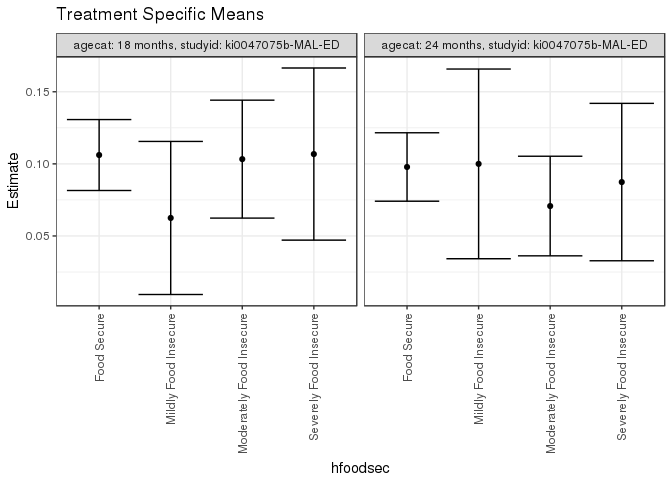 Treatment Specific Means
agecat: 18 months, studyid: ki0047075b-MAL-ED
agecat: 24 months, studyid: ki0047075b-MAL-ED
Estimate
0.15
0.10
0.05
Food Secure
Mildly Food Insecure
Moderately Food Insecure
Severely Food Insecure
Food Secure
Mildly Food Insecure
Moderately Food Insecure
Severely Food Insecure
hfoodsec